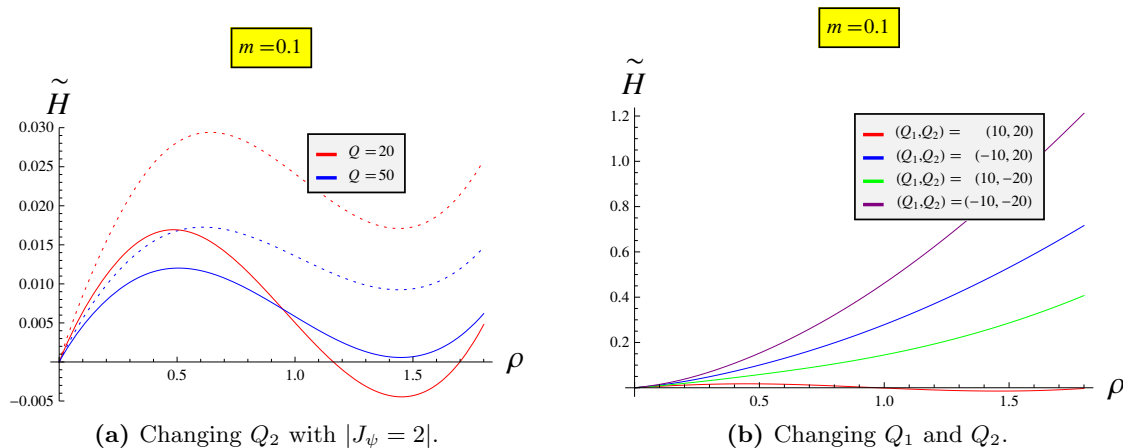 m = 0.1
H̃
0.030
0.025
0.020
0.015
0.010
0.005
-0.005
0.5
1.0
1.5
ρ
Q = 20
Q = 50
(a) Changing Q₂ with |J_ψ = 2|.
m = 0.1
H̃
1.2
1.0
0.8
0.6
0.4
0.2
0.5
1.0
1.5
ρ
(Q₁,Q₂) = (10, 20)
(Q₁,Q₂) = (-10, 20)
(Q₁,Q₂) = (10, -20)
(Q₁,Q₂) = (-10, -20)
(b) Changing Q₁ and Q₂.